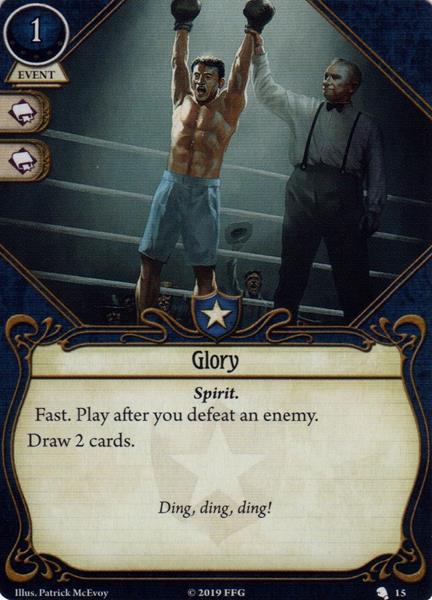 1
EVENT
Glory
Spirit.
Fast. Play after you defeat an enemy.
Draw 2 cards.
Ding, ding, ding!
Illus. Patrick McEvoy © 2019 FFG 15